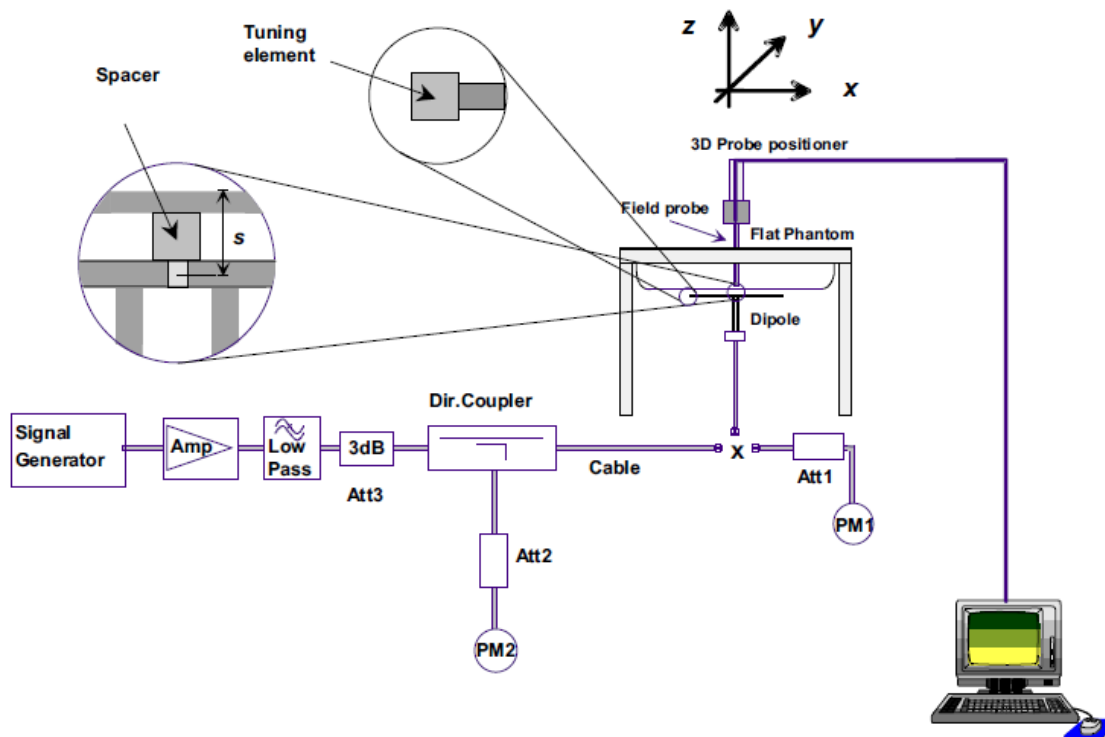 Tuning
element
Spacer
z
y
x
3D Probe positioner
Field probe
Flat Phantom
s
Dipole
Dir.Coupler
Signal
Generator
Amp
Low
Pass
3dB
Att3
Cable
X
Att1
PM1
Att2
PM2